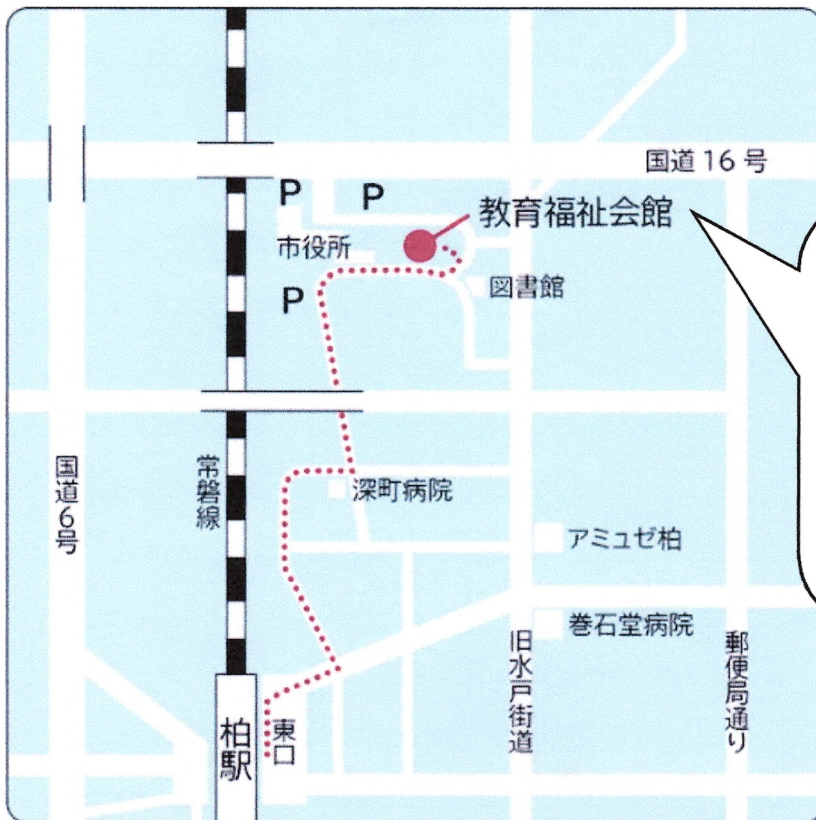 国道16号
P
P
教育福祉会館
市役所
図書館
P
国道6号
常磐線
深町病院
アミュゼ柏
巻石堂病院
旧水戸街道
郵便局通り
柏駅
東口